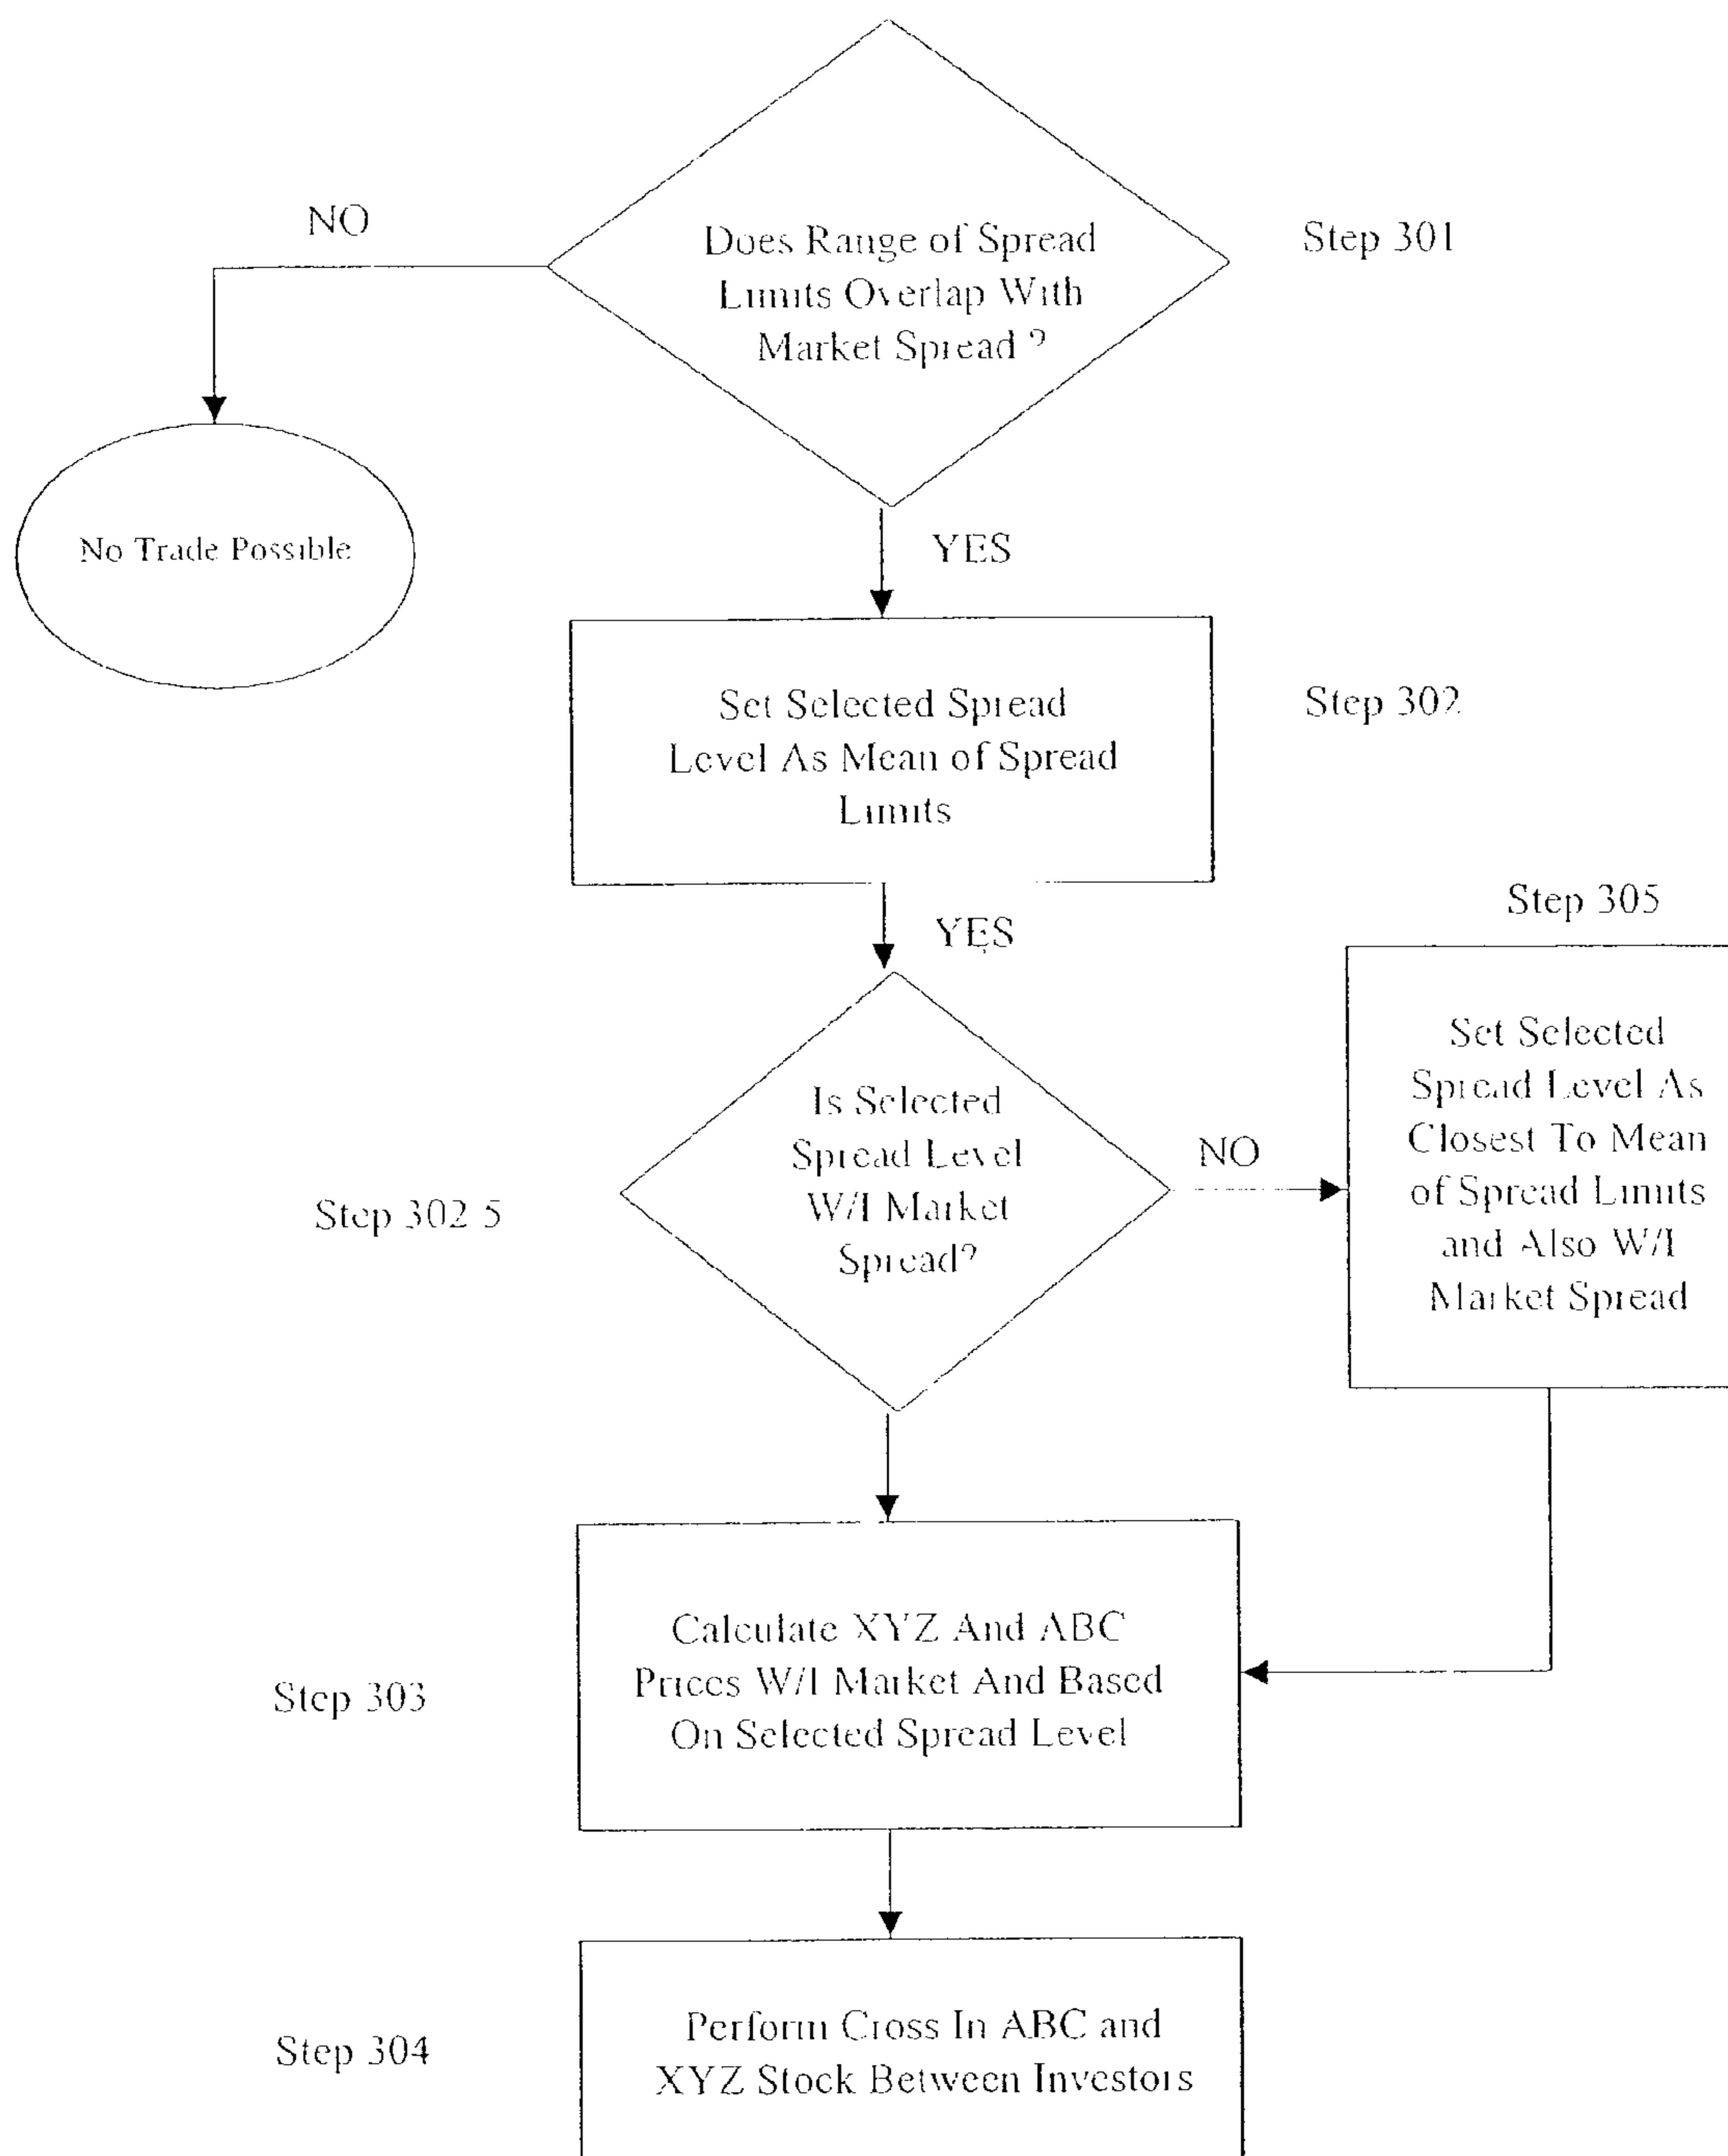 NO
Does Range of Spread
Limits Overlap With
Market Spread ?
Step 301
No Trade Possible
YES
Set Selected Spread
Level As Mean of Spread
Limits
Step 302
YES
Step 305
Set Selected
Spread Level As
Closest To Mean
of Spread Limits
and Also W/I
Market Spread
Is Selected
Spread Level
W/I Market
Spread?
NO
Step 302 5
Calculate XYZ And ABC
Prices W/I Market And Based
On Selected Spread Level
Step 303
Perform Cross In ABC and
XYZ Stock Between Investors
Step 304